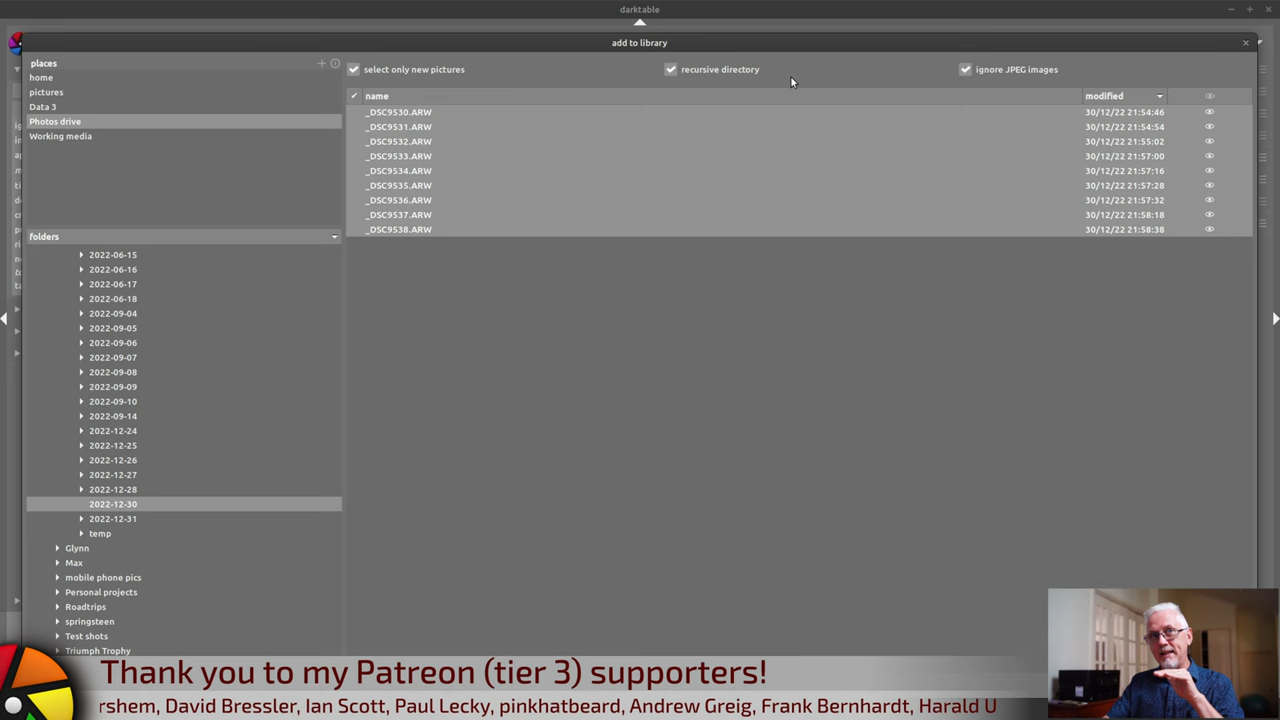 darktable
add to library
places
home
pictures
Data 3
Photos drive
Working media
select only new pictures
recursive directory
ignore JPEG images
name
modified
_DSC9530.ARW
30/12/22 21:54:46
_DSC9531.ARW
30/12/22 21:54:54
_DSC9532.ARW
30/12/22 21:55:02
_DSC9533.ARW
30/12/22 21:57:00
_DSC9534.ARW
30/12/22 21:57:16
_DSC9535.ARW
30/12/22 21:57:28
_DSC9536.ARW
30/12/22 21:57:32
_DSC9537.ARW
30/12/22 21:58:18
_DSC9538.ARW
30/12/22 21:58:38
folders
2022-06-15
2022-06-16
2022-06-17
2022-06-18
2022-09-04
2022-09-05
2022-09-06
2022-09-07
2022-09-08
2022-09-09
2022-09-10
2022-09-14
2022-12-24
2022-12-25
2022-12-26
2022-12-27
2022-12-28
2022-12-30
2022-12-31
temp
Glynn
Max
mobile phone pics
Personal projects
Roadtrips
springsteen
Test shots
Triumph Trophy
Thank you to my Patreon (tier 3) supporters!
rshem, David Bressler, Ian Scott, Paul Lecky, pinkhatbeard, Andrew Greig, Frank Bernhardt, Harald U